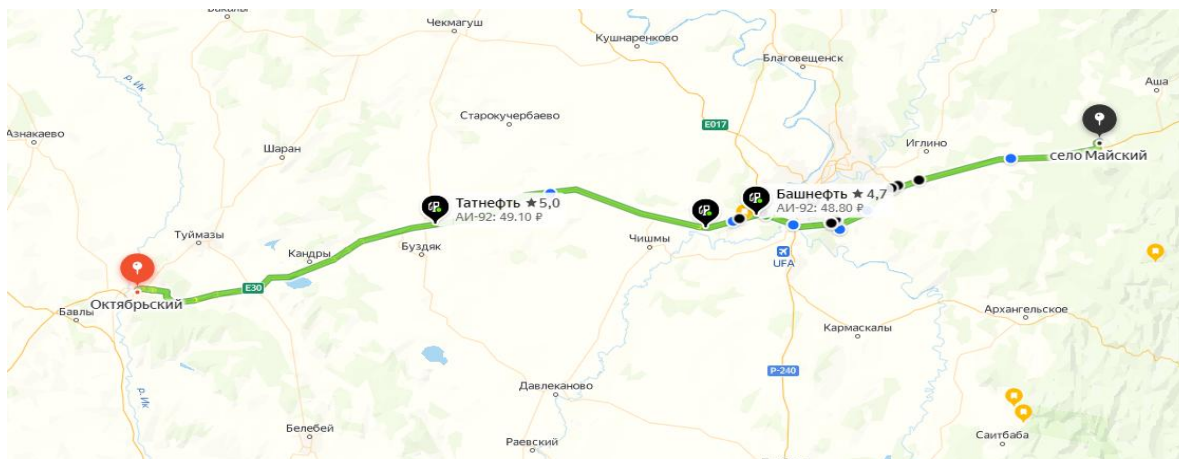 Бакалы
Чекмагуш
Кушнаренково
Благовещенск
р. Ик
Аша
Азнакаево
Старокучербаево
E017
Иглино
Шаран
село Майский
Татнефть ★5,0
АИ-92: 49.10 ₽
Башнефть ★ 4,7
АИ-92: 48.80 ₽
Туймазы
Буздяк
Чишмы
Кандры
UFA
E30
Октябрьский
Бавлы
Архангельское
Кармаскалы
Р-240
Давлеканово
р. Ик
Белебей
Раевский
Саитбаба